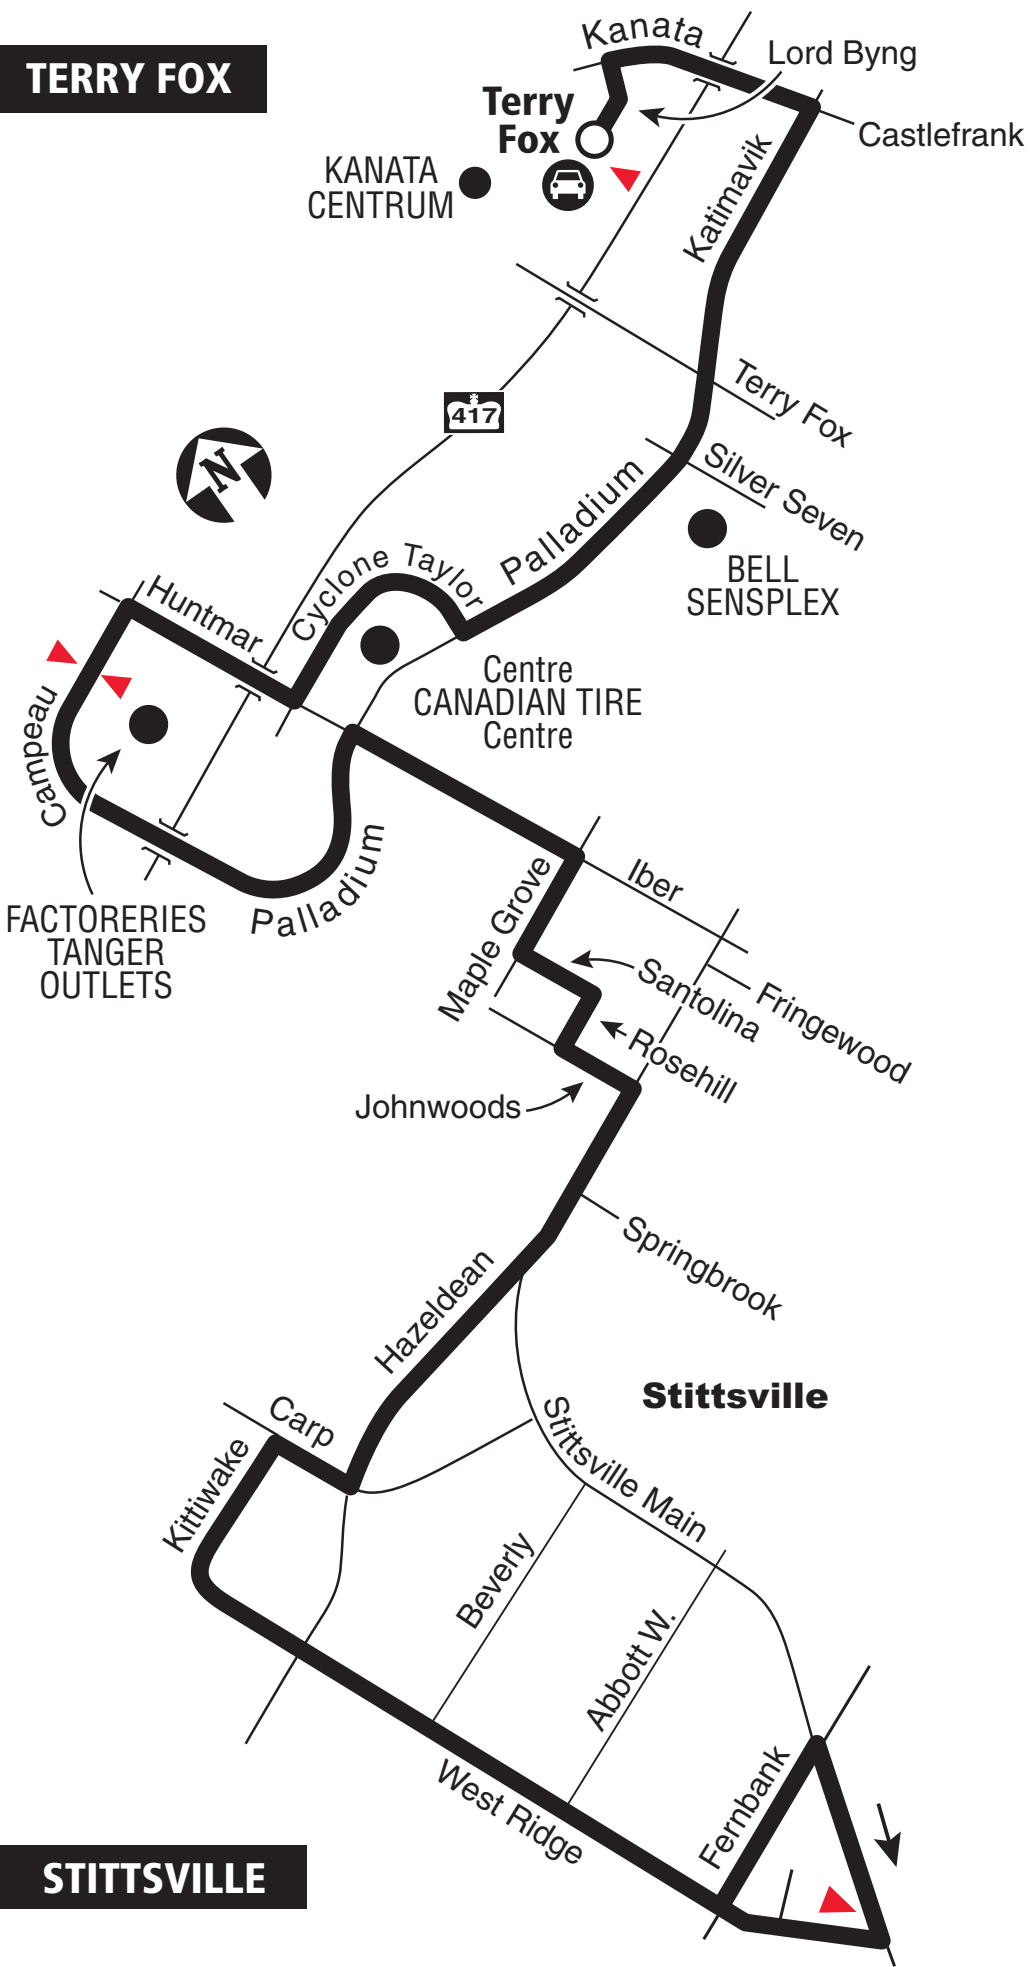 TERRY FOX
Kanata
Lord Byng
Terry
Fox
Castlefrank
KANATA
CENTRUM
Katimavik
Terry Fox
417
N
Silver Seven
Palladium
BELL
SENSPLEX
Cyclone Taylor
Huntmar
Centre
CANADIAN TIRE
Centre
Campeau
Palladium
Iber
Maple Grove
FACTORERIES
TANGER
OUTLETS
Santolina
Fringewood
Rosehill
Johnwoods
Springbrook
Hazeldean
Stittsville
Carp
Stittsville Main
Kittiwake
Beverly
Abbott W.
Fernbank
West Ridge
STITTSVILLE